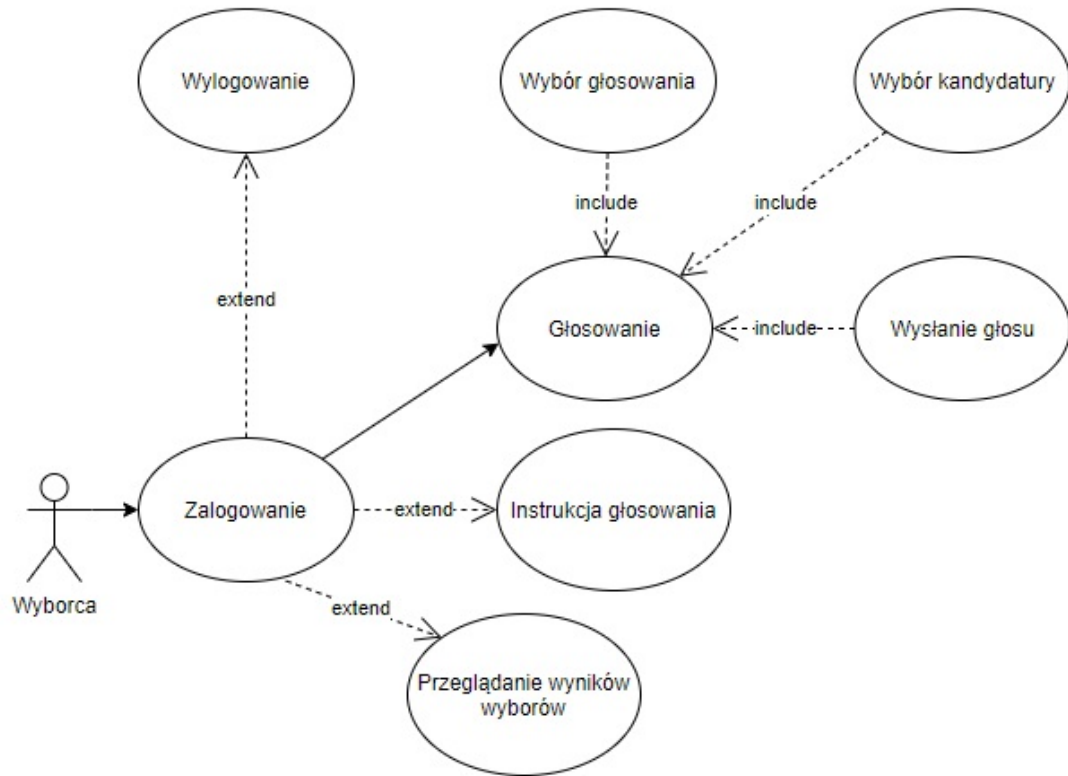 Wylogowanie
Wybór głosowania
Wybór kandydatury
include
include
extend
Głosowanie
include
Wysłanie głosu
Zalogowanie
extend
Instrukcja głosowania
Wyborca
extend
Przeglądanie wyników
wyborów